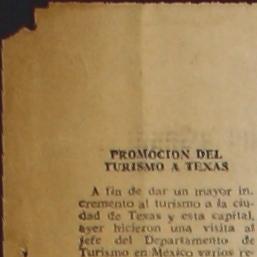 PROMOCION DEL
TURISMO A TEXAS
A fin de dar un mayor in.
cremento al turismo a la ciu-
dad de Texas y esta capital,
ayer hicieron una visita al
jefe del Departamento de
Turismo en México varios re-